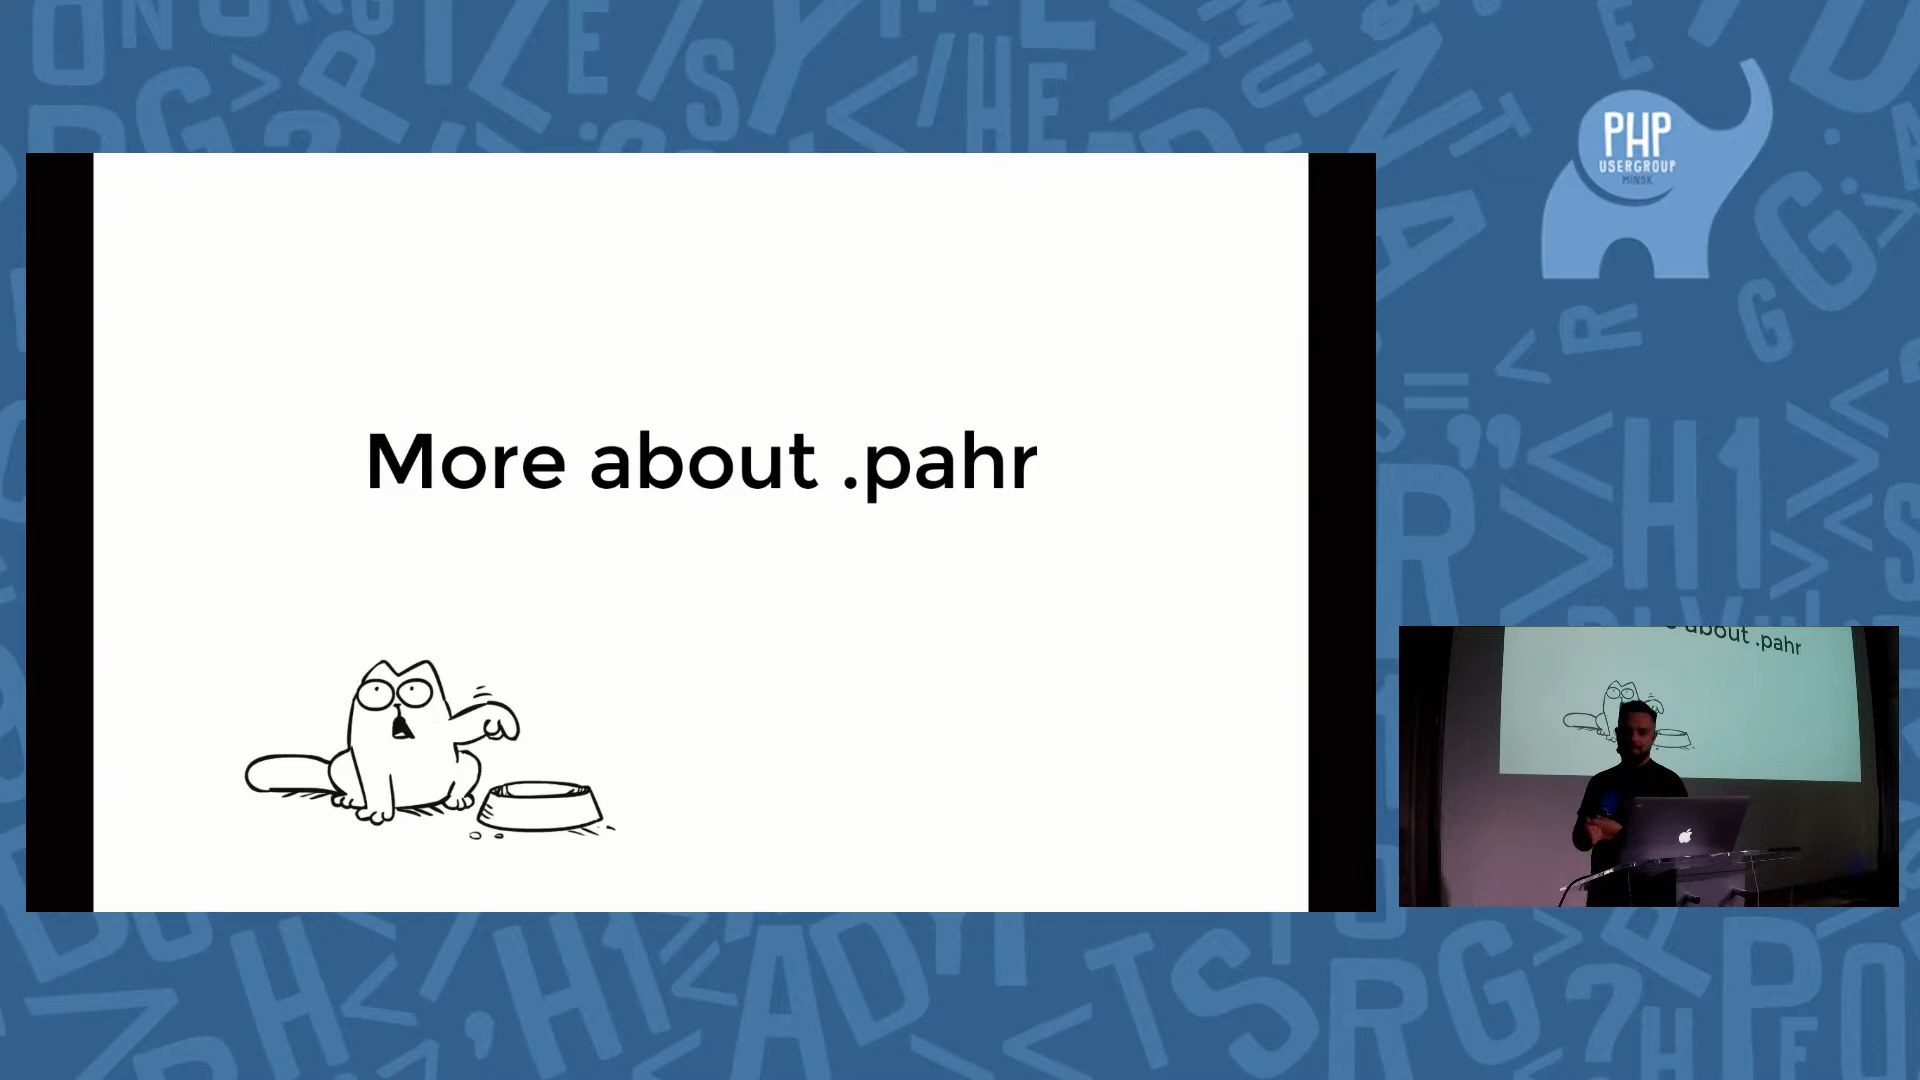 More about .pahr
PHP
USERGROUP
MINSK
about .pahr